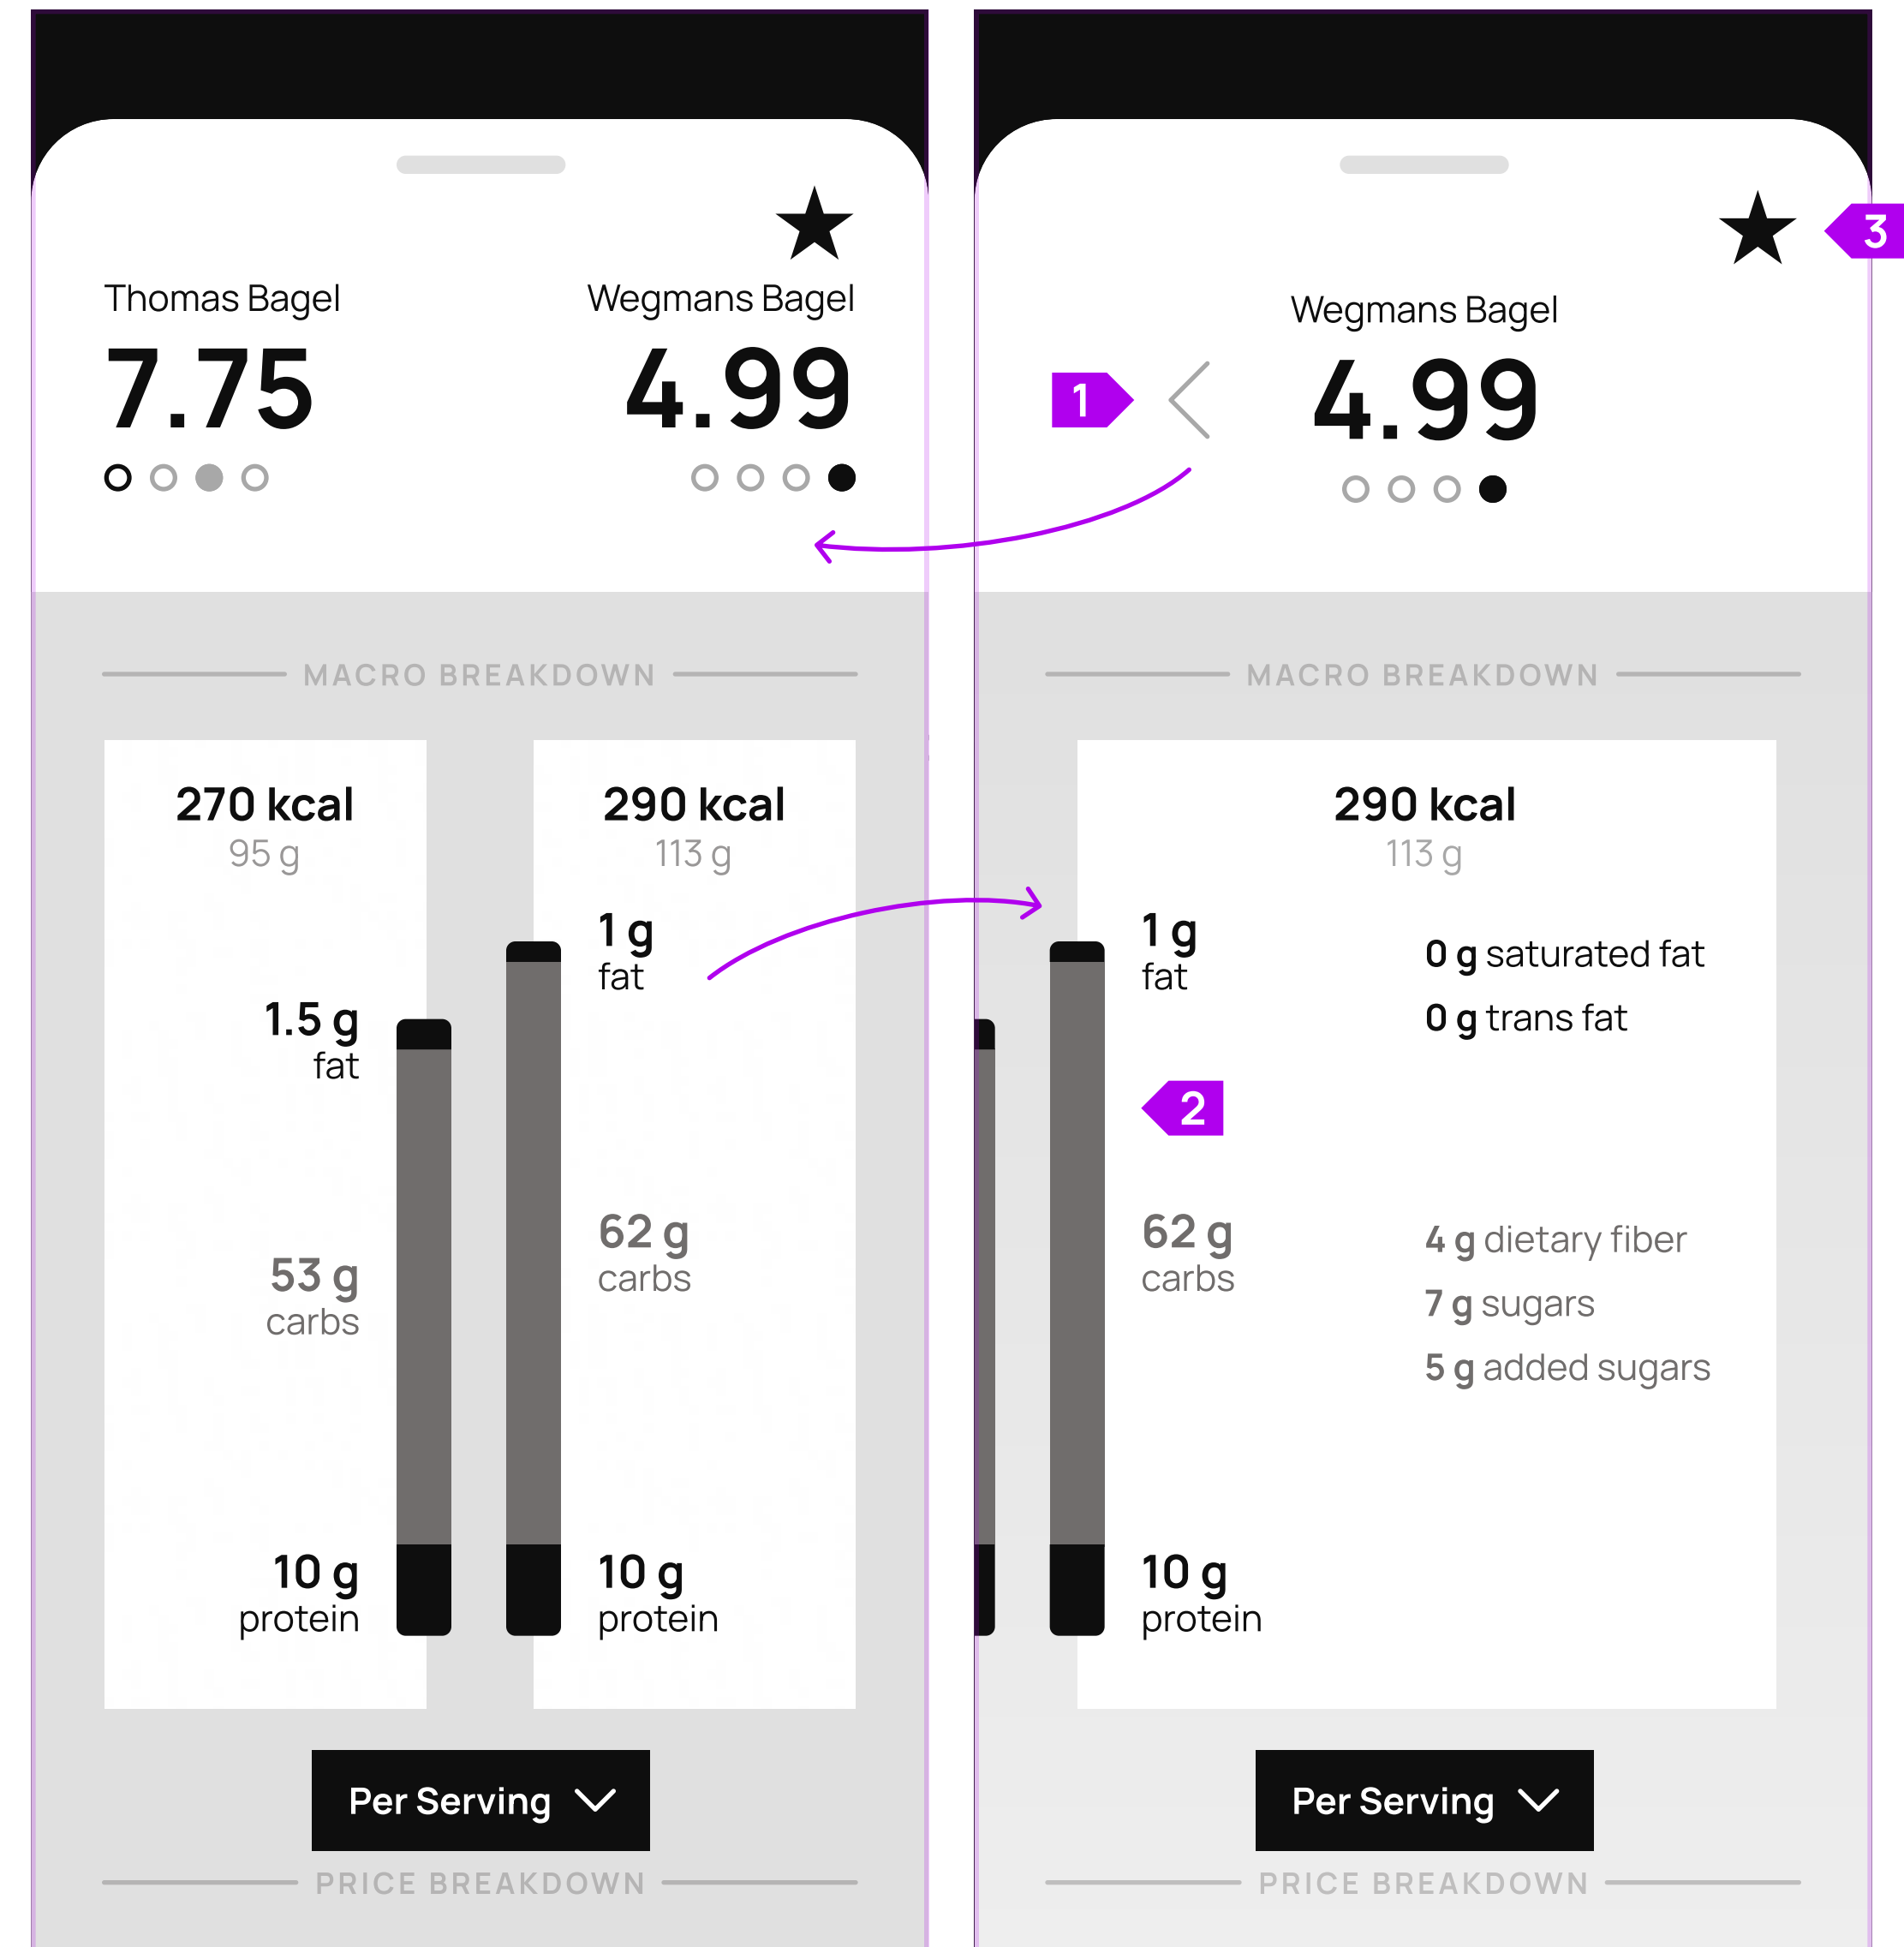 Thomas Bagel
7.75
Wegmans Bagel
4.99
MACRO BREAKDOWN
270 kcal
95 g
1.5 g
fat
53 g
carbs
10 g
protein
290 kcal
113 g
1 g
fat
62 g
carbs
10 g
protein
Per Serving
PRICE BREAKDOWN
3
Wegmans Bagel
1
4.99
MACRO BREAKDOWN
290 kcal
113 g
1 g
fat
0 g saturated fat
0 g trans fat
2
62 g
carbs
4 g dietary fiber
7 g sugars
5 g added sugars
10 g
protein
Per Serving
PRICE BREAKDOWN